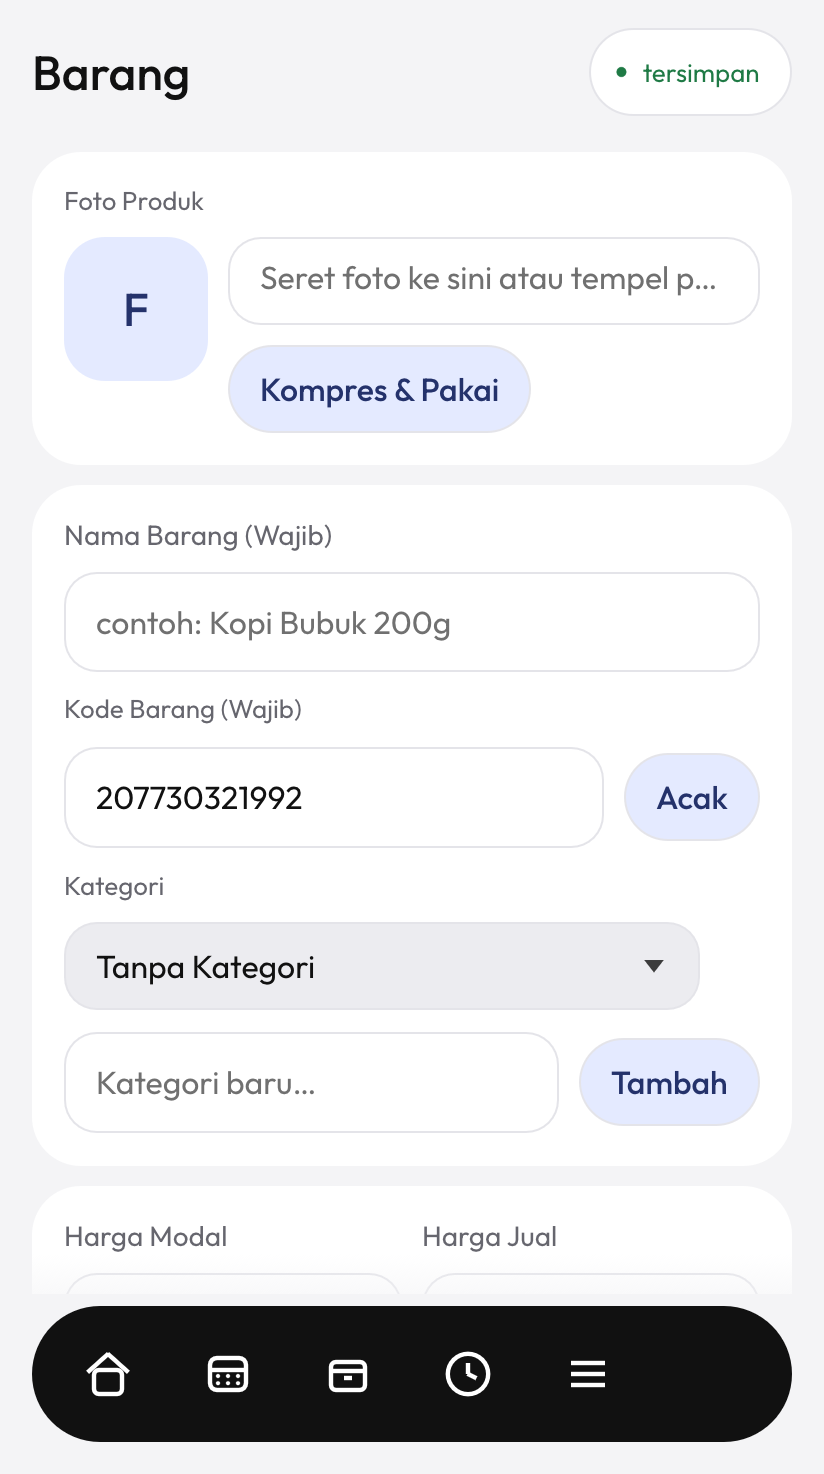 Barang
tersimpan
Foto Produk
F
Seret foto ke sini atau tempel p...
Kompres & Pakai
Nama Barang (Wajib)
contoh: Kopi Bubuk 200g
Kode Barang (Wajib)
207730321992
Acak
Kategori
Tanpa Kategori
Kategori baru...
Tambah
Harga Modal
Harga Jual